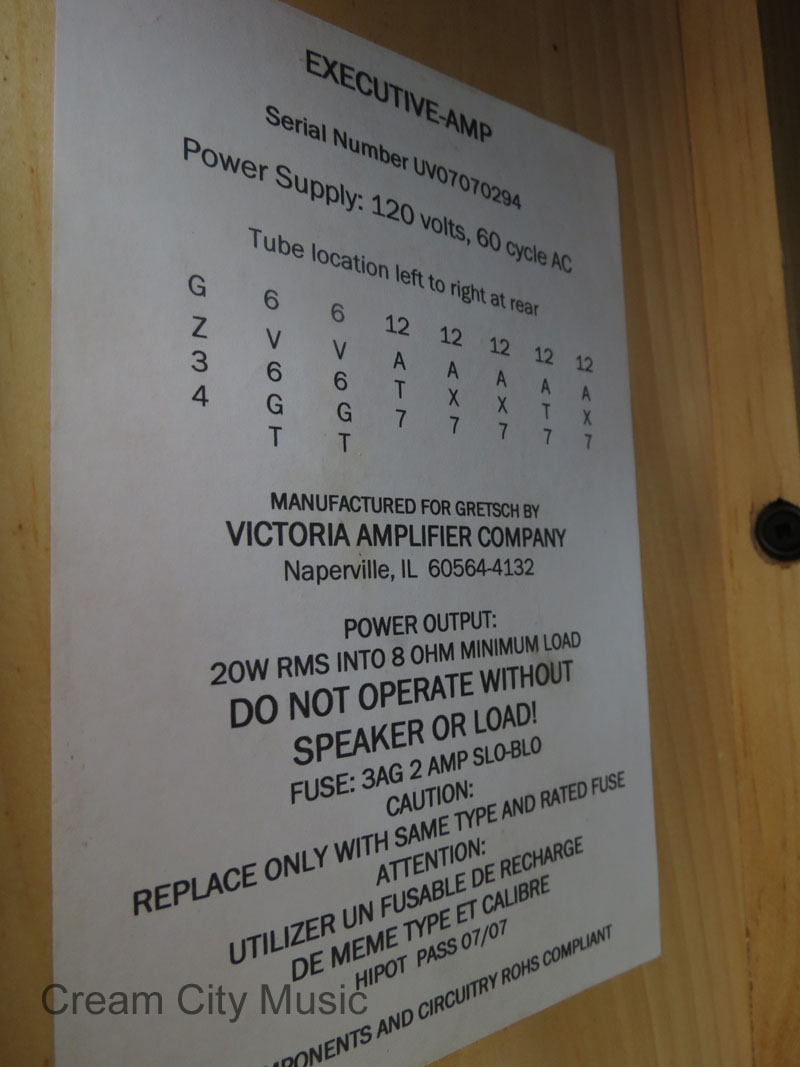 EXECUTIVE-AMP
Serial Number UV07070294
Power Supply: 120 volts, 60 cycle AC
Tube location left to right at rear
G 6 6 12 12 12 12 12
Z V V A A A A A
3 6 6 T X X T X
4 G G 7 7 7 7 7
T T
MANUFACTURED FOR GRETSCH BY
VICTORIA AMPLIFIER COMPANY
Naperville, IL 60564-4132
POWER OUTPUT:
20W RMS INTO 8 OHM MINIMUM LOAD
DO NOT OPERATE WITHOUT
SPEAKER OR LOAD!
FUSE: 3AG 2 AMP SLO-BLO
CAUTION:
REPLACE ONLY WITH SAME TYPE AND RATED FUSE
ATTENTION:
UTILIZER UN FUSABLE DE RECHARGE
DE MEME TYPE ET CALIBRE
HIPOT PASS 07/07
AND CIRCUITRY ROHS COMPLIANT
Cream City Music